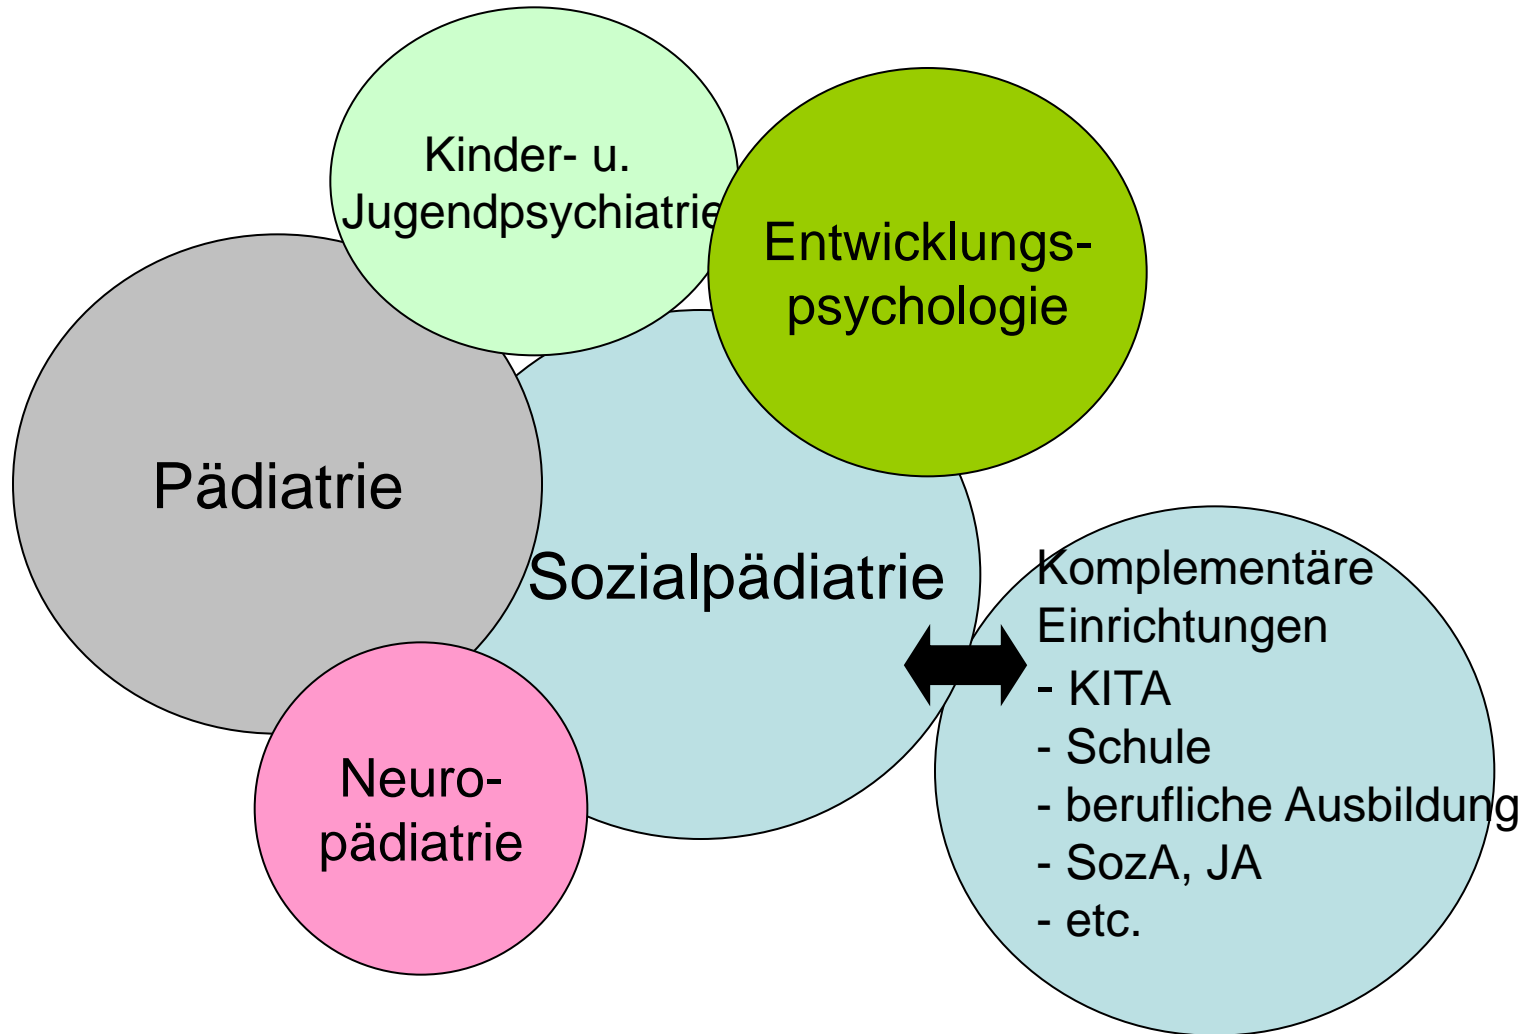 Kinder- u.
Jugendpsychiatrie
Entwicklungs-
psychologie
Pädiatrie
Sozialpädiatrie
Komplementäre
Einrichtungen
- KITA
- Schule
- berufliche Ausbildung
- SozA, JA
- etc.
Neuro-
pädiatrie